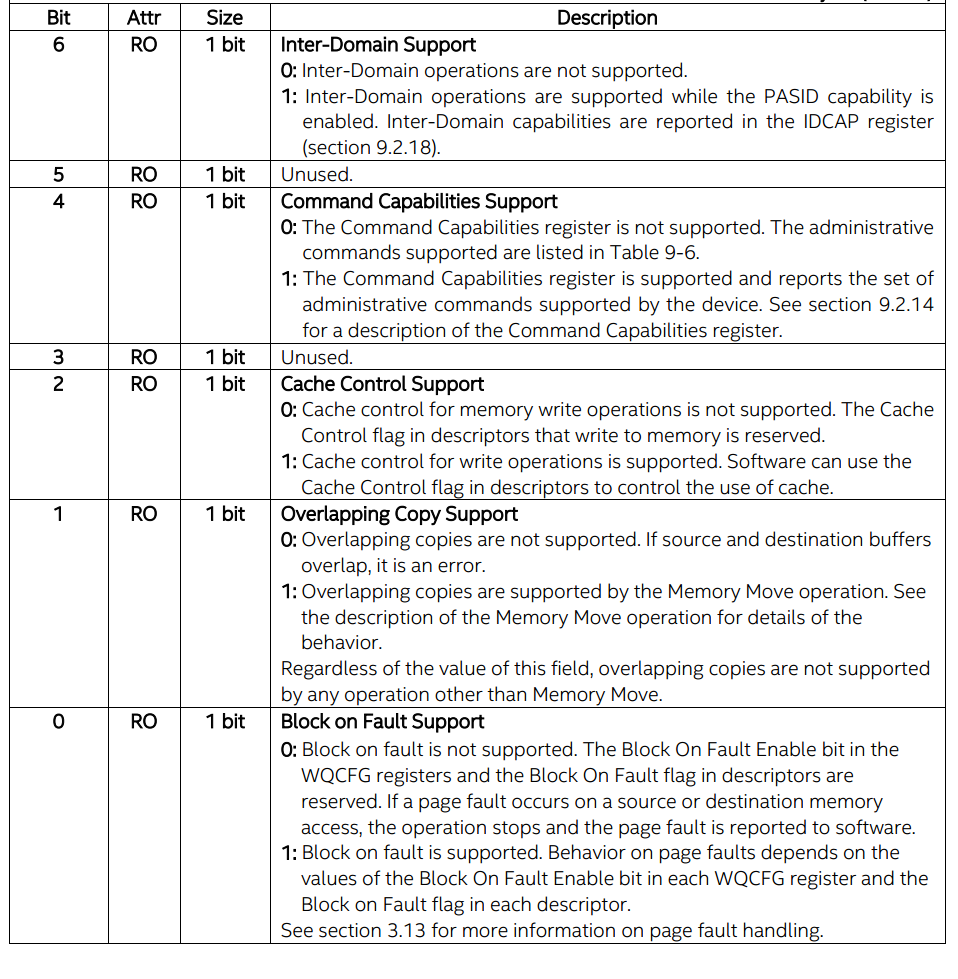 Bit Attr Size Description
6 RO 1 bit Inter-Domain Support
0: Inter-Domain operations are not supported.
1: Inter-Domain operations are supported while the PASID capability is
enabled. Inter-Domain capabilities are reported in the IDCAP register
(section 9.2.18).
5 RO 1 bit Unused.
4 RO 1 bit Command Capabilities Support
0: The Command Capabilities register is not supported. The administrative
commands supported are listed in Table 9-6.
1: The Command Capabilities register is supported and reports the set of
administrative commands supported by the device. See section 9.2.14
for a description of the Command Capabilities register.
3 RO 1 bit Unused.
2 RO 1 bit Cache Control Support
0: Cache control for memory write operations is not supported. The Cache
Control flag in descriptors that write to memory is reserved.
1: Cache control for write operations is supported. Software can use the
Cache Control flag in descriptors to control the use of cache.
1 RO 1 bit Overlapping Copy Support
0: Overlapping copies are not supported. If source and destination buffers
overlap, it is an error.
1: Overlapping copies are supported by the Memory Move operation. See
the description of the Memory Move operation for details of the
behavior.
Regardless of the value of this field, overlapping copies are not supported
by any operation other than Memory Move.
0 RO 1 bit Block on Fault Support
0: Block on fault is not supported. The Block On Fault Enable bit in the
WQCFG registers and the Block On Fault flag in descriptors are
reserved. If a page fault occurs on a source or destination memory
access, the operation stops and the page fault is reported to software.
1: Block on fault is supported. Behavior on page faults depends on the
values of the Block On Fault Enable bit in each WQCFG register and the
Block on Fault flag in each descriptor.
See section 3.13 for more information on page fault handling.